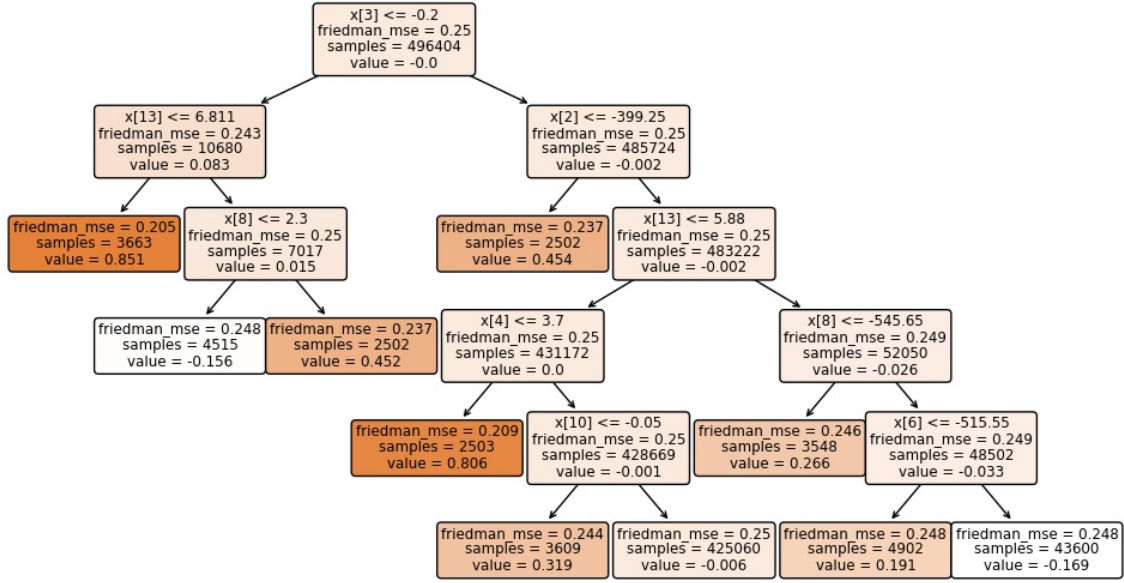 x[3] <= -0.2
friedman_mse = 0.25
samples = 496404
value = -0.0
x[13] <= 6.811
friedman_mse = 0.243
samples = 10680
value = 0.083
x[2] <= -399.25
friedman_mse = 0.25
samples = 485724
value = -0.002
friedman_mse = 0.205
samples = 3663
value = 0.851
x[8] <= 2.3
friedman_mse = 0.25
samples = 7017
value = 0.015
friedman_mse = 0.237
samples = 2502
value = 0.454
x[13] <= 5.88
friedman_mse = 0.25
samples = 483222
value = -0.002
friedman_mse = 0.248
samples = 4515
value = -0.156
friedman_mse = 0.237
samples = 2502
value = 0.452
x[4] <= 3.7
friedman_mse = 0.25
samples = 431172
value = 0.0
x[8] <= -545.65
friedman_mse = 0.249
samples = 52050
value = -0.026
friedman_mse = 0.209
samples = 2503
value = 0.806
x[10] <= -0.05
friedman_mse = 0.25
samples = 428669
value = -0.001
friedman_mse = 0.246
samples = 3548
value = 0.266
x[6] <= -515.55
friedman_mse = 0.249
samples = 48502
value = -0.033
friedman_mse = 0.244
samples = 3609
value = 0.319
friedman_mse = 0.25
samples = 425060
value = -0.006
friedman_mse = 0.248
samples = 4902
value = 0.191
friedman_mse = 0.248
samples = 43600
value = -0.169